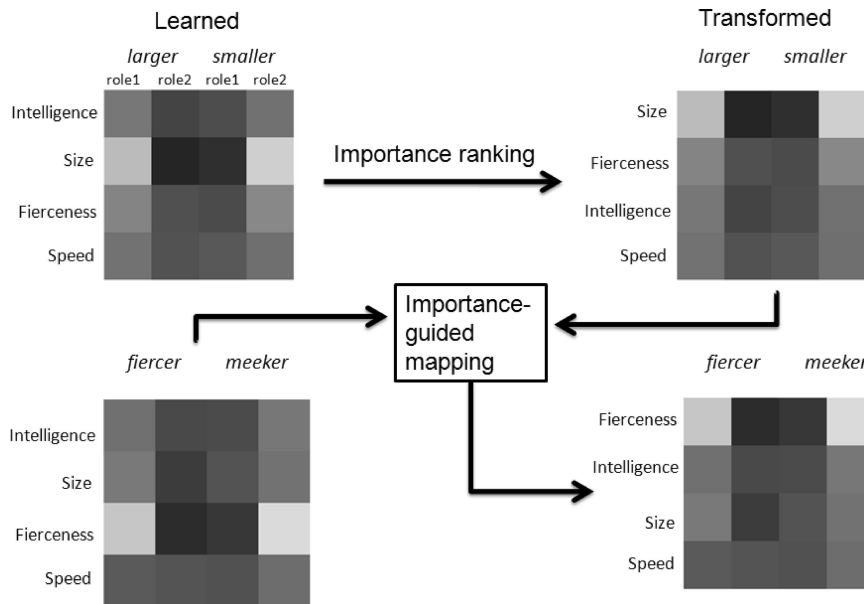 Learned
Transformed
larger smaller
role1 role2 role1 role2
Intelligence
Size
Fierceness
Speed
Importance ranking
larger smaller
Size
Fierceness
Intelligence
Speed
Importance-
guided
mapping
fiercer meeker
Intelligence
Size
Fierceness
Speed
fiercer meeker
Fierceness
Intelligence
Size
Speed